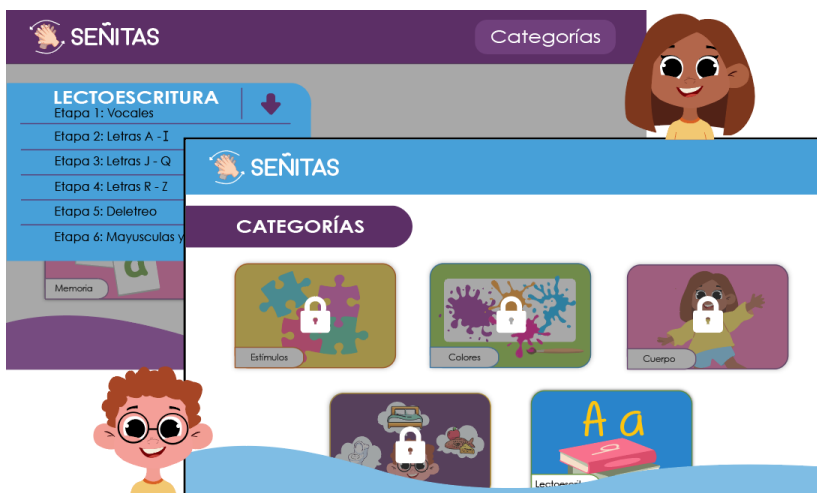 SEÑITAS
Categorías
LECTOESCRITURA
Etapa 1: Vocales
Etapa 2: Letras A - I
Etapa 3: Letras J - Q
Etapa 4: Letras R - Z
Etapa 5: Deletreo
Etapa 6: Mayusculas y
Memoria
a
SEÑITAS
CATEGORÍAS
Estímulos
Colores
Cuerpo
A a